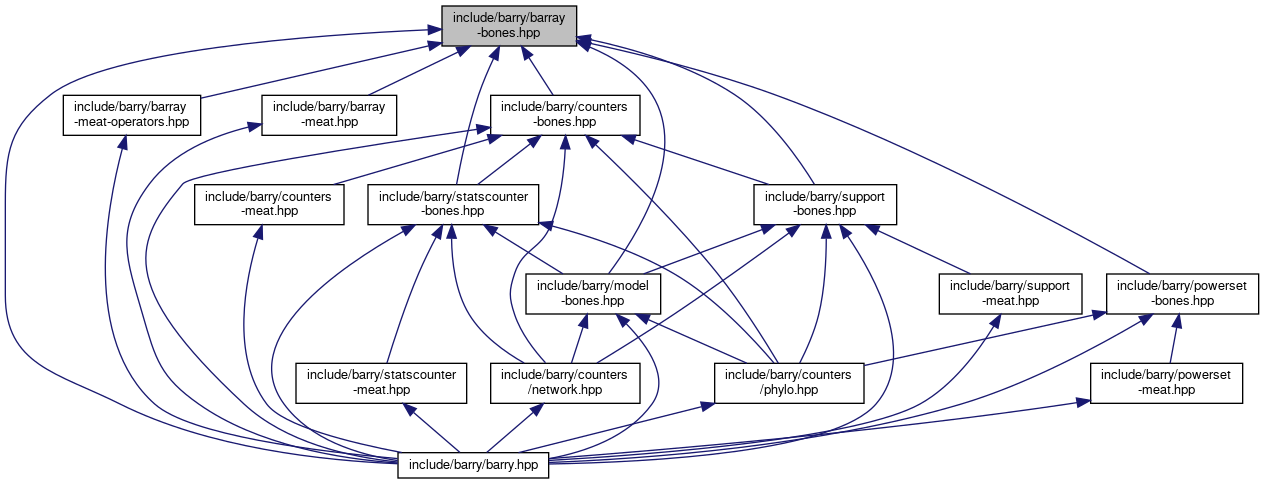 include/barry/barray
-bones.hpp
include/barry/barray
-meat-operators.hpp
include/barry/barray
-meat.hpp
include/barry/counters
-bones.hpp
include/barry/counters
-meat.hpp
include/barry/statscounter
-bones.hpp
include/barry/support
-bones.hpp
include/barry/model
-bones.hpp
include/barry/support
-meat.hpp
include/barry/powerset
-bones.hpp
include/barry/statscounter
-meat.hpp
include/barry/counters
/network.hpp
include/barry/counters
/phylo.hpp
include/barry/powerset
-meat.hpp
include/barry/barry.hpp